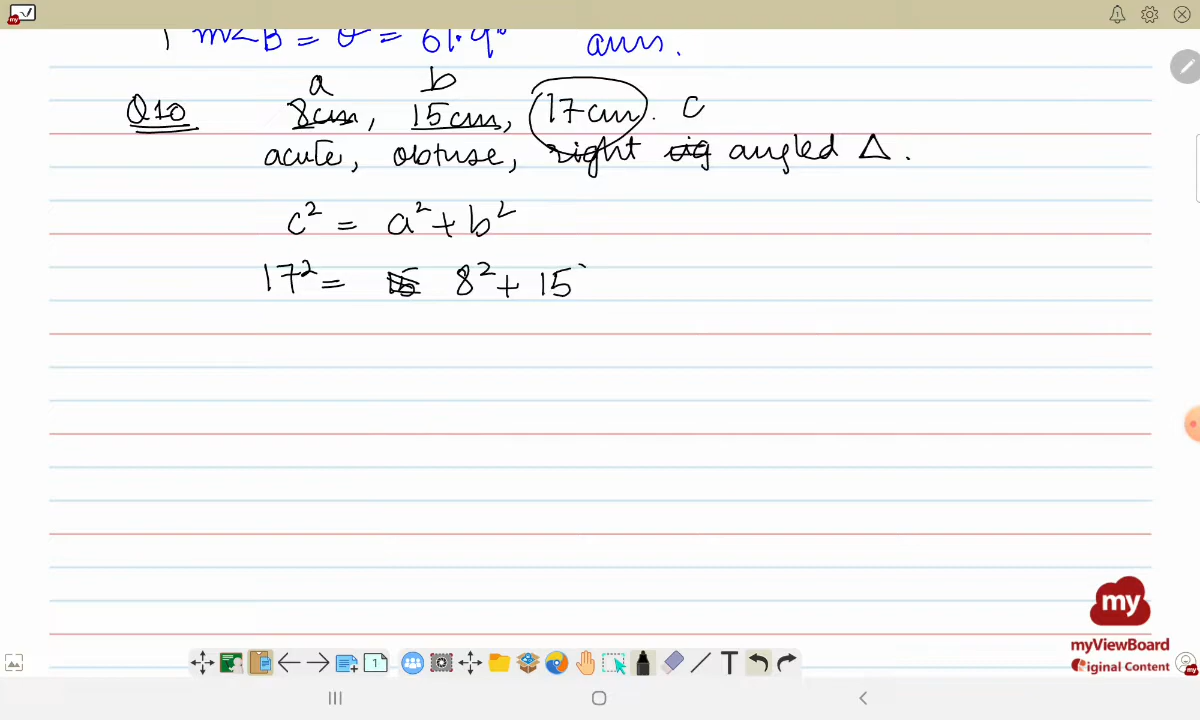 m∠B = θ = 61.9° ans.
a b
Q10 8cm, 15cm, 17cm. c
acute, obtuse, right angled △.
c² = a² + b²
17² = 8² + 15
my
myViewBoard
Original Content